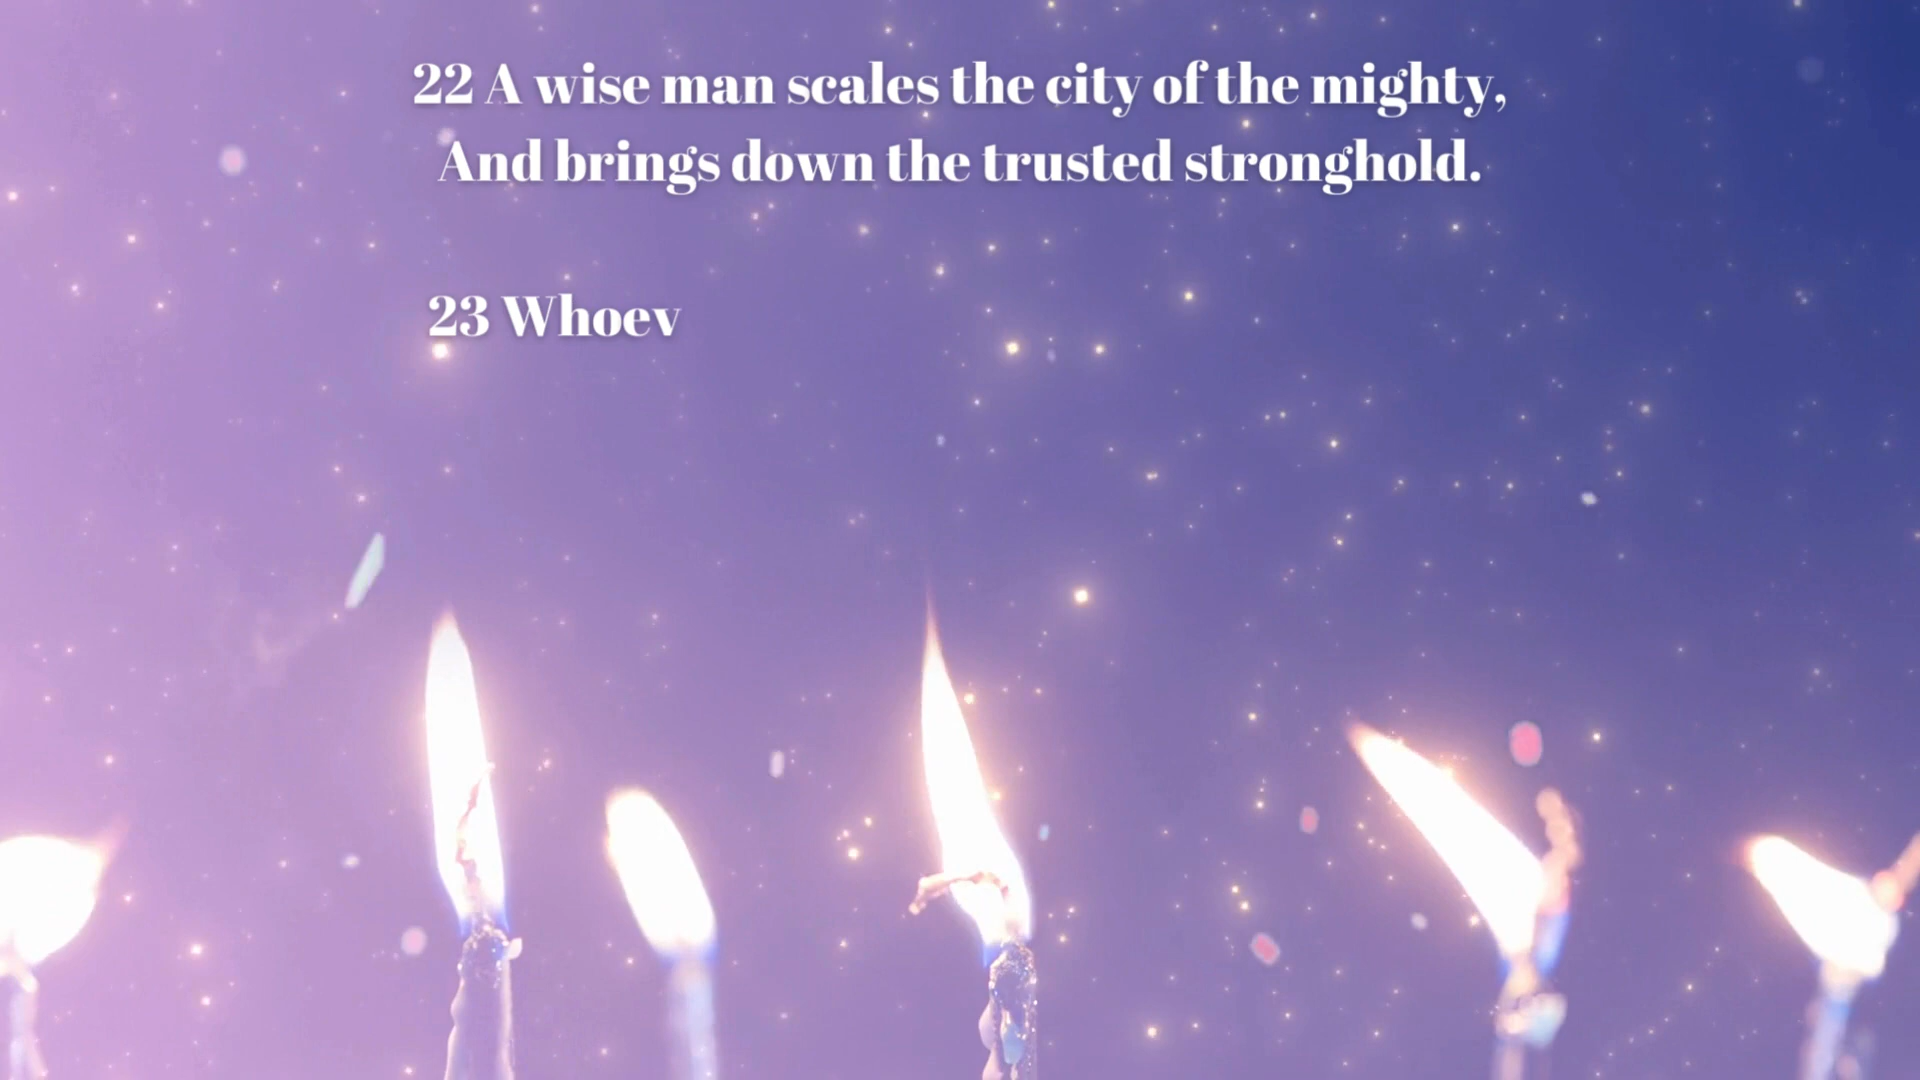 22 A wise man scales the city of the mighty,
And brings down the trusted stronghold.
23 Whoev